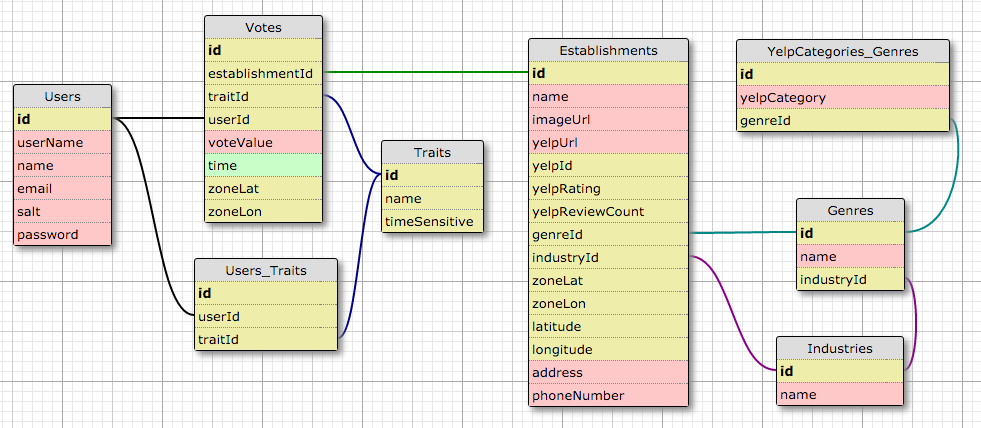 Users
id
userName
name
email
salt
password
Votes
id
establishmentId
traitId
userId
voteValue
time
zoneLat
zoneLon
Users_Traits
id
userId
traitId
Traits
id
name
timeSensitive
Establishments
id
name
imageUrl
yelpUrl
yelpId
yelpRating
yelpReviewCount
genreId
industryId
zoneLat
zoneLon
latitude
longitude
address
phoneNumber
YelpCategories_Genres
id
yelpCategory
genreId
Genres
id
name
industryId
Industries
id
name